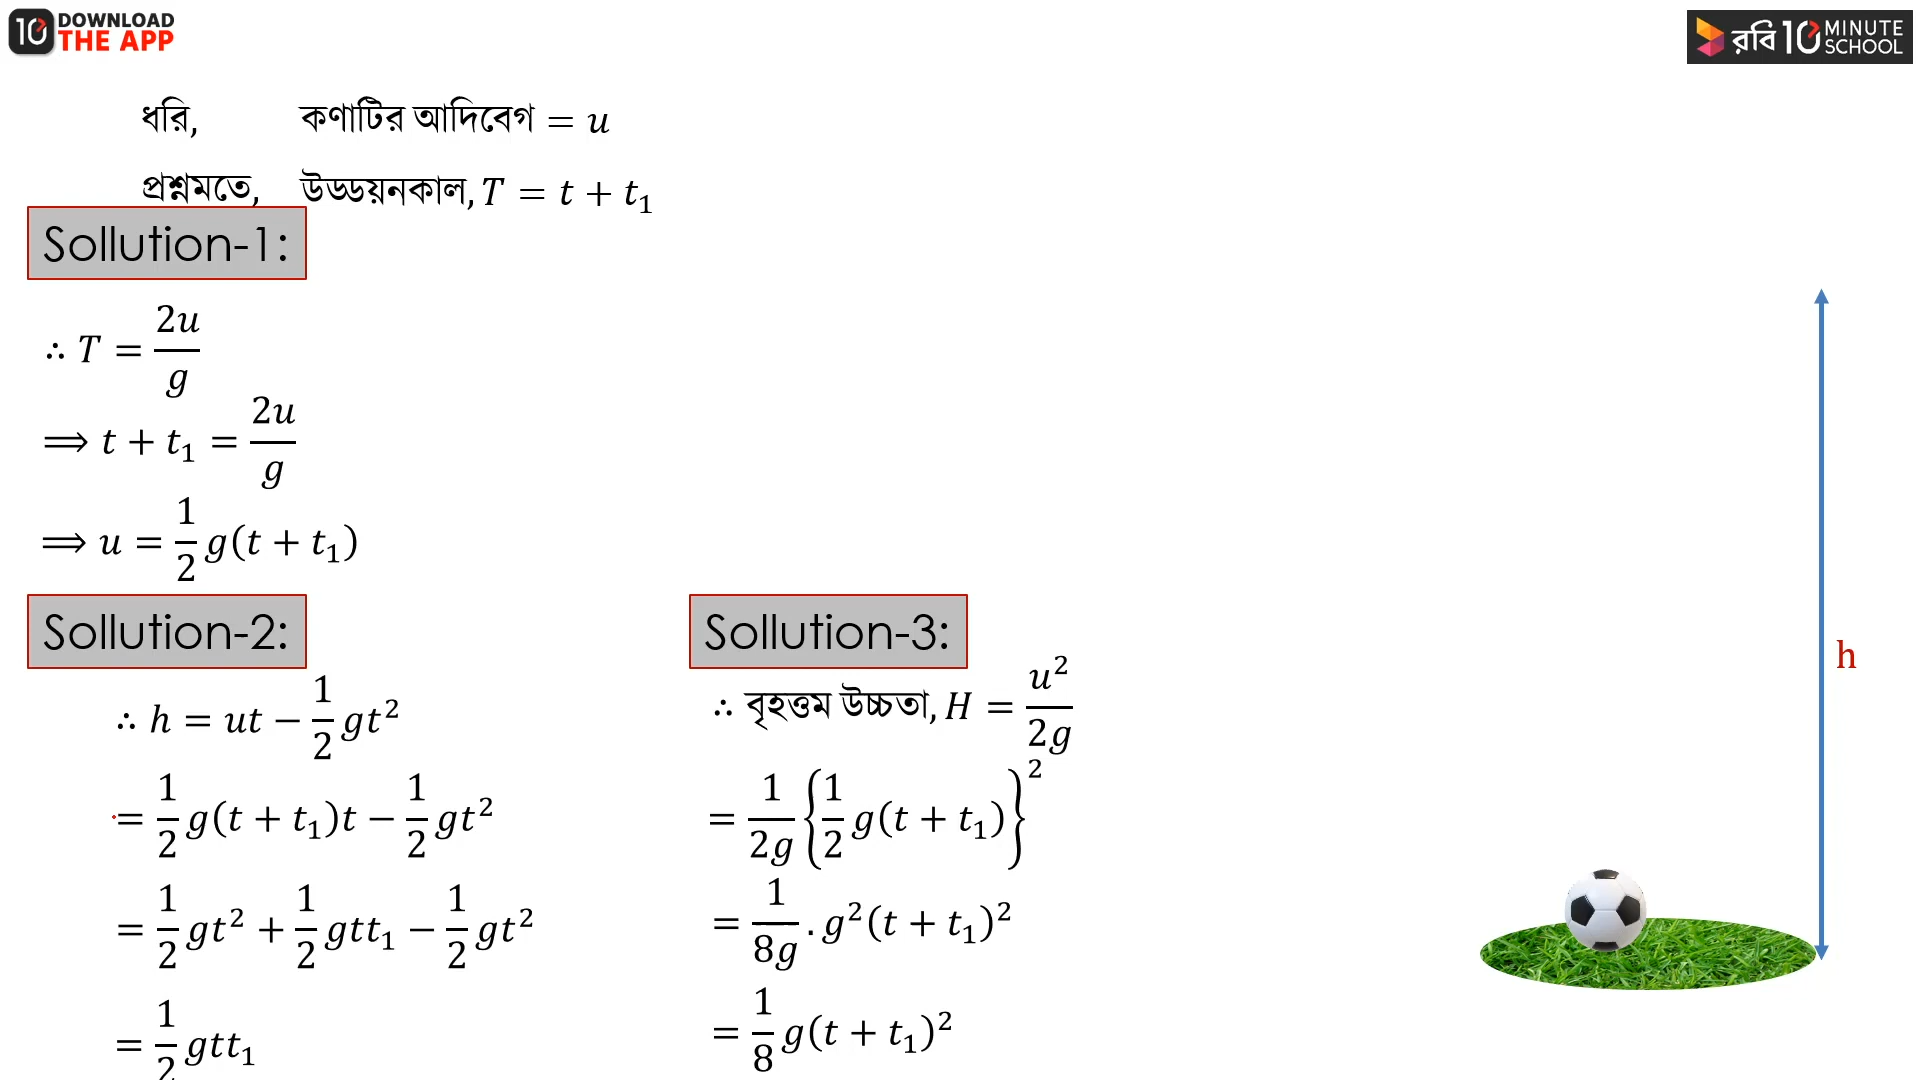 DOWNLOAD
THE APP
রবি 10 MINUTE SCHOOL
ধরি, কণাটির আদিবেগ = u
প্রশ্নমতে, উড্ডয়নকাল, T = t + t₁
Sollution-1:
∴ T = 2u/g
⟹ t + t₁ = 2u/g
⟹ u = 1/2 g(t + t₁)
Sollution-2:
∴ h = ut − 1/2 gt²
= 1/2 g(t + t₁)t − 1/2 gt²
= 1/2 gt² + 1/2 gtt₁ − 1/2 gt²
= 1/2 gtt₁
Sollution-3:
∴ বৃহত্তম উচ্চতা, H = u²/2g
= 1/2g {1/2 g(t + t₁)}²
= 1/8g . g²(t + t₁)²
= 1/8 g(t + t₁)²
h